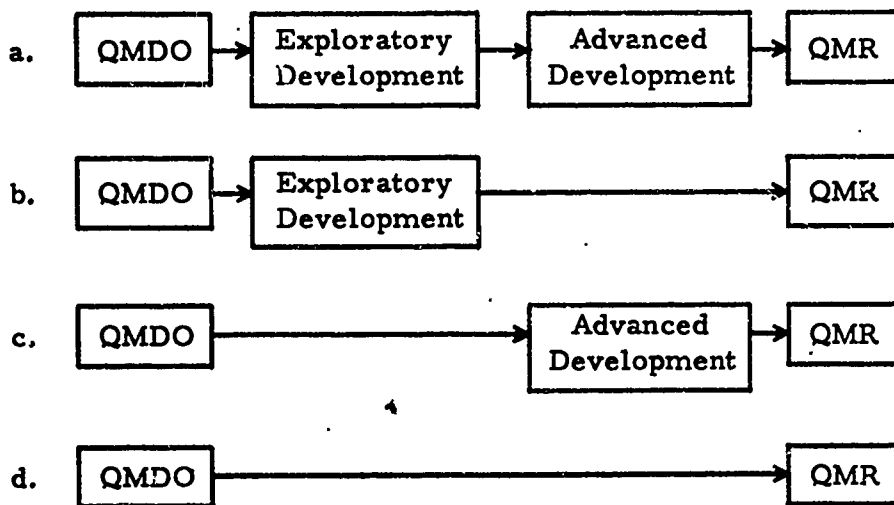 a. QMDO Exploratory Development Advanced Development QMR
b. QMDO Exploratory Development QMR
c. QMDO Advanced Development QMR
d. QMDO QMR